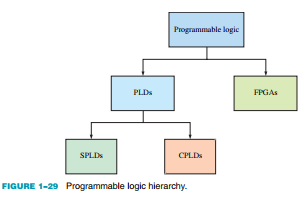 Programmable logic
PLDs
FPGAs
SPLDs
CPLDs
FIGURE 1–29 Programmable logic hierarchy.